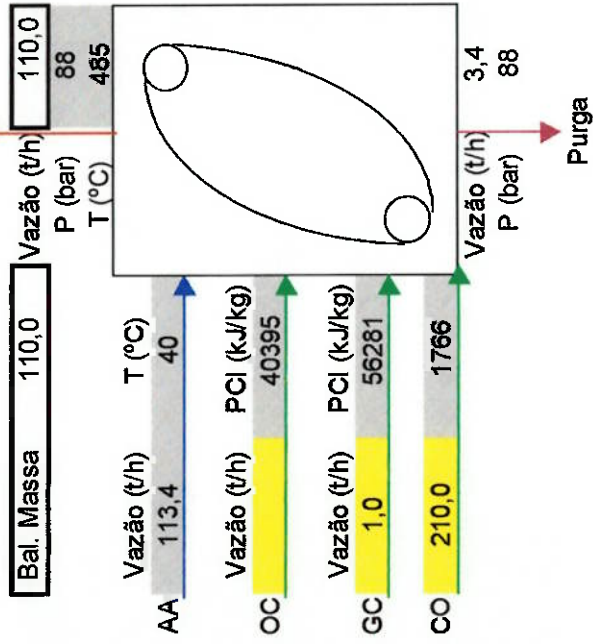 Bal. Massa 110,0
Vazão (t/h) 110,0
P (bar) 88
T (ºC) 485
Vazão (t/h) T (ºC)
AA 113,4 40
Vazão (t/h) PCI (kJ/kg)
OC 40395
Vazão (t/h) PCI (kJ/kg)
GC 1,0 56281
CO 210,0 1766
Vazão (t/h) 3,4
P (bar) 88
Purga